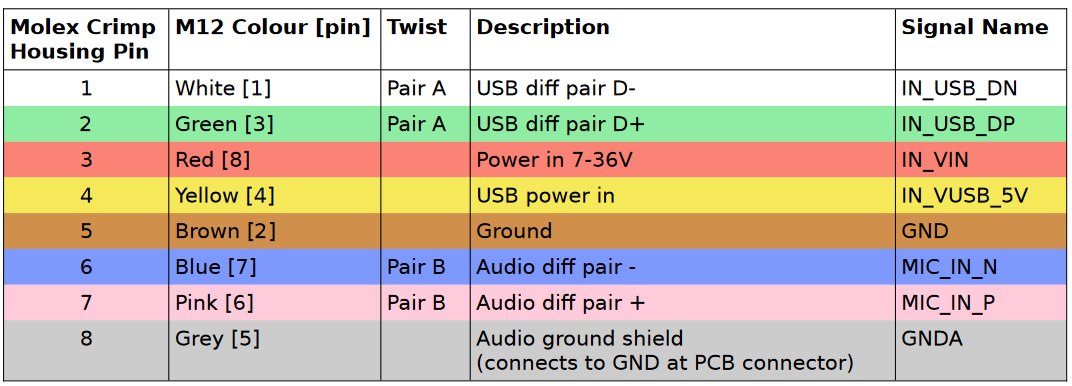 Molex Crimp Housing Pin M12 Colour [pin] Twist Description Signal Name
1 White [1] Pair A USB diff pair D- IN_USB_DN
2 Green [3] Pair A USB diff pair D+ IN_USB_DP
3 Red [8] Power in 7-36V IN_VIN
4 Yellow [4] USB power in IN_VUSB_5V
5 Brown [2] Ground GND
6 Blue [7] Pair B Audio diff pair - MIC_IN_N
7 Pink [6] Pair B Audio diff pair + MIC_IN_P
8 Grey [5] Audio ground shield GNDA
(connects to GND at PCB connector)